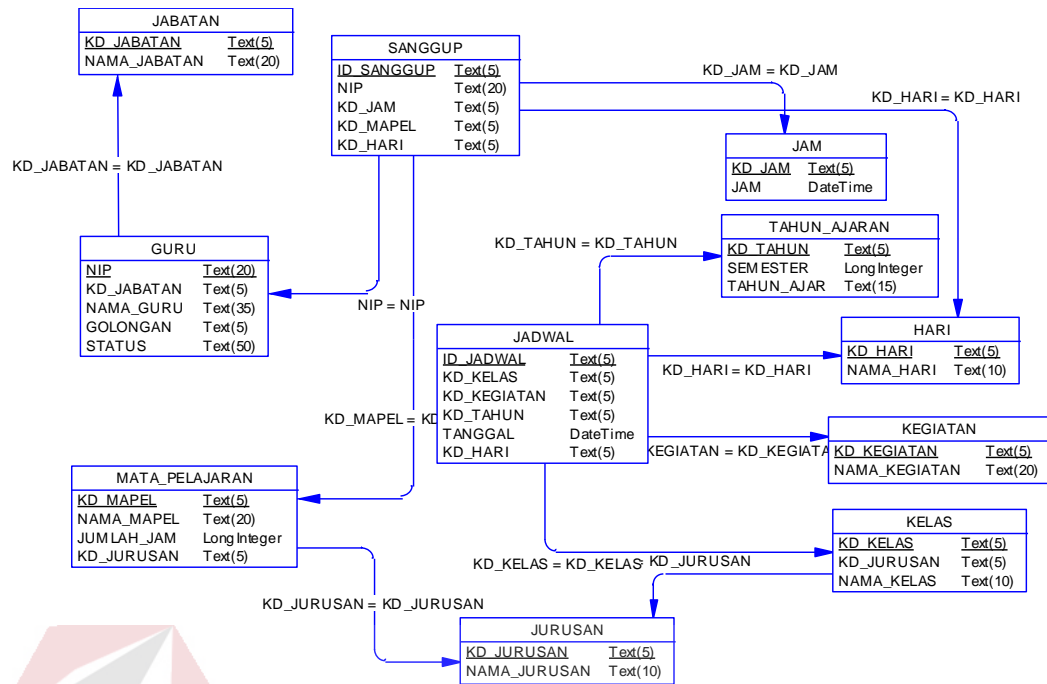 JABATAN
KD_JABATAN Text(5)
NAMA_JABATAN Text(20)
SANGGUP
ID_SANGGUP Text(5)
NIP Text(20)
KD_JAM Text(5)
KD_MAPEL Text(5)
KD_HARI Text(5)
KD_JAM = KD_JAM
KD_HARI = KD_HARI
JAM
KD_JAM Text(5)
JAM DateTime
KD_JABATAN = KD_JABATAN
GURU
NIP Text(20)
KD_JABATAN Text(5)
NAMA_GURU Text(35)
GOLONGAN Text(5)
STATUS Text(50)
NIP = NIP
KD_TAHUN = KD_TAHUN
TAHUN_AJARAN
KD_TAHUN Text(5)
SEMESTER LongInteger
TAHUN_AJAR Text(15)
JADWAL
ID_JADWAL Text(5)
KD_KELAS Text(5)
KD_KEGIATAN Text(5)
KD_TAHUN Text(5)
TANGGAL DateTime
KD_HARI Text(5)
HARI
KD_HARI Text(5)
NAMA_HARI Text(10)
KD_HARI = KD_HARI
KD_MAPEL = KD
KEGIATAN = KD_KEGIATA
KEGIATAN
KD_KEGIATAN Text(5)
NAMA_KEGIATAN Text(20)
MATA_PELAJARAN
KD_MAPEL Text(5)
NAMA_MAPEL Text(20)
JUMLAH_JAM LongInteger
KD_JURUSAN Text(5)
KELAS
KD_KELAS Text(5)
KD_JURUSAN Text(5)
NAMA_KELAS Text(10)
KD_KELAS = KD_KELAS
KD_JURUSAN
KD_JURUSAN = KD_JURUSAN
JURUSAN
KD_JURUSAN Text(5)
NAMA_JURUSAN Text(10)